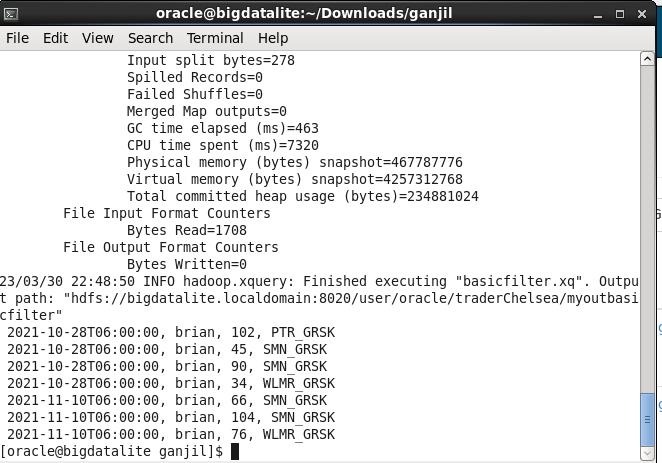 oracle@bigdatalite:~/Downloads/ganjil
File Edit View Search Terminal Help
Input split bytes=278
Spilled Records=0
Failed Shuffles=0
Merged Map outputs=0
GC time elapsed (ms)=463
CPU time spent (ms)=7320
Physical memory (bytes) snapshot=467787776
Virtual memory (bytes) snapshot=4257312768
Total committed heap usage (bytes)=234881024
File Input Format Counters
Bytes Read=1708
File Output Format Counters
Bytes Written=0
23/03/30 22:48:50 INFO hadoop.xquery: Finished executing "basicfilter.xq". Outpu
t path: "hdfs://bigdatalite.localdomain:8020/user/oracle/traderChelsea/myoutbasi
cfilter"
2021-10-28T06:00:00, brian, 102, PTR_GRSK
2021-10-28T06:00:00, brian, 45, SMN_GRSK
2021-10-28T06:00:00, brian, 90, SMN_GRSK
2021-10-28T06:00:00, brian, 34, WLMR_GRSK
2021-11-10T06:00:00, brian, 66, SMN_GRSK
2021-11-10T06:00:00, brian, 104, SMN_GRSK
2021-11-10T06:00:00, brian, 76, WLMR_GRSK
[oracle@bigdatalite ganjil]$